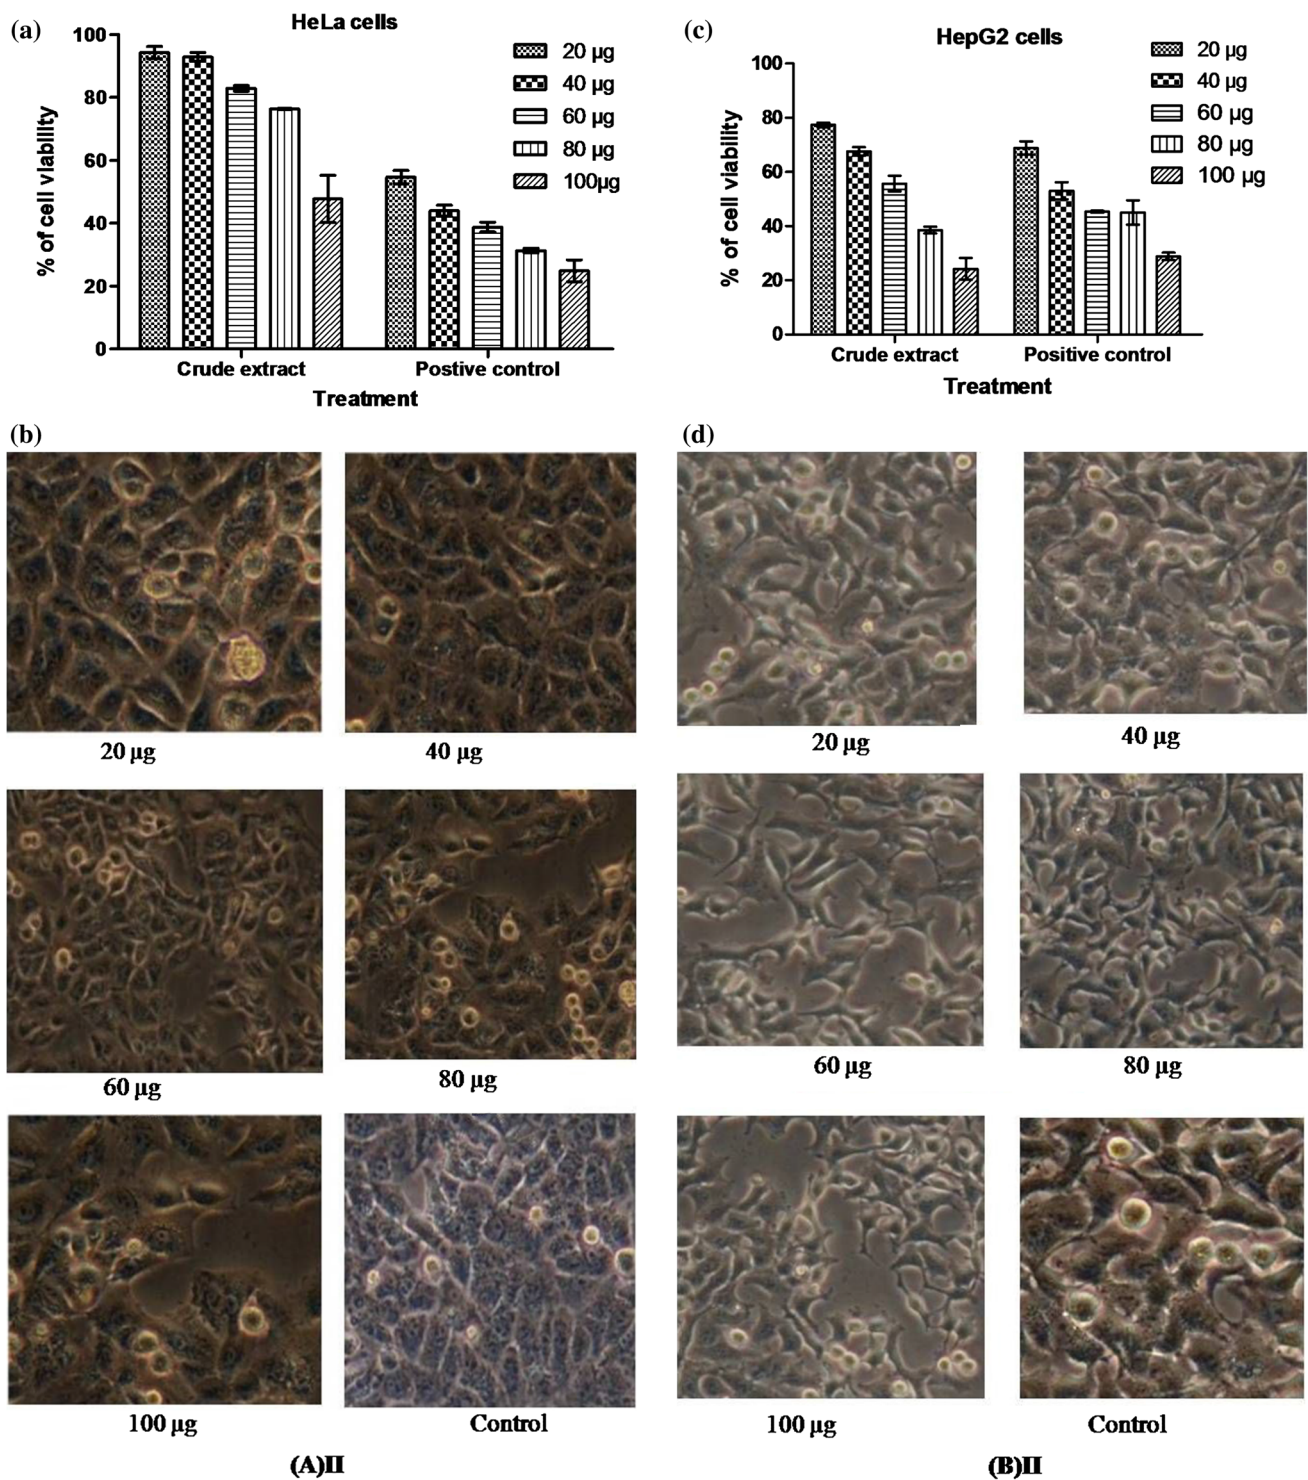 (a)
HeLa cells
% of cell viability
100
80
60
40
20
0
20 µg
40 µg
60 µg
80 µg
100µg
Crude extract
Postive control
Treatment
(c)
HepG2 cells
% of cell viability
100
80
60
40
20
0
20 µg
40 µg
60 µg
80 µg
100 µg
Crude extract
Positive control
Treatment
(b)
20 µg
40 µg
60 µg
80 µg
100 µg
Control
(A)II
(d)
20 µg
40 µg
60 µg
80 µg
100 µg
Control
(B)II